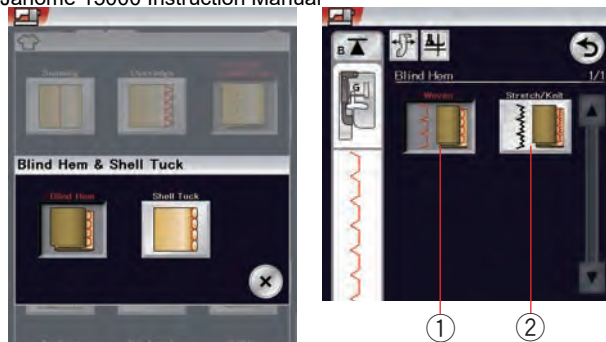 Janome 15000 Instruction Manual
Sewing
Overedge
Blind Hem & Shell Tuck
Blind Hem
Shell Tuck
B
G
Blind Hem 1/1
Woven
Stretch/Knit
① ②